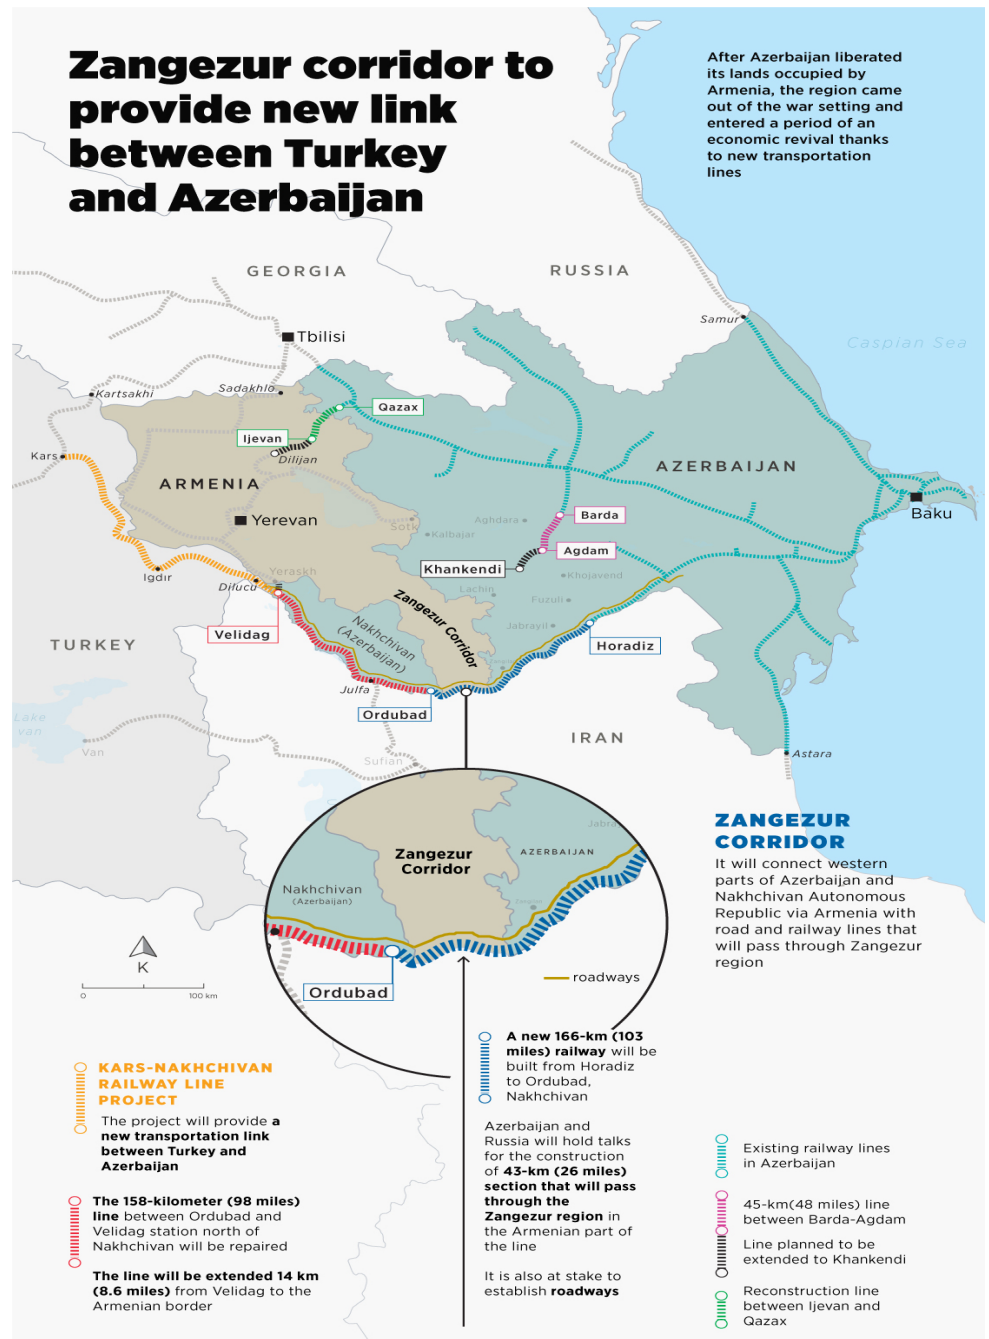 Zangezur corridor to
provide new link
between Turkey
and Azerbaijan
After Azerbaijan liberated
its lands occupied by
Armenia, the region came
out of the war setting and
entered a period of an
economic revival thanks
to new transportation
lines
GEORGIA
RUSSIA
Samur
Caspian Sea
Tbilisi
Kartsakhi
Sadakhlo
Qazax
Ijevan
Dilijan
Kars
ARMENIA
AZERBAIJAN
Yerevan
Sotk
Aghdara
Kalbajar
Barda
Agdam
Baku
Khankendi
Khojavend
Igdır
Yeraskh
Dilucu
Lachin
Fuzuli
Zangezur Corridor
Nakhchivan
(Azerbaijan)
Jabrayil
Velidag
Horadiz
TURKEY
Julfa
Ordubad
Lake
van
Van
Sufian
IRAN
Astara
Jabra
Zangezur
Corridor
AZERBAIJAN
Nakhchivan
(Azerbaijan)
Ordubad
roadways
K
0
100 km
ZANGEZUR
CORRIDOR
It will connect western
parts of Azerbaijan and
Nakhchivan Autonomous
Republic via Armenia with
road and railway lines that
will pass through Zangezur
region
KARS-NAKHCHIVAN
RAILWAY LINE
PROJECT
The project will provide a
new transportation link
between Turkey and
Azerbaijan
The 158-kilometer (98 miles)
line between Ordubad and
Velidag station north of
Nakhchivan will be repaired
The line will be extended 14 km
(8.6 miles) from Velidag to the
Armenian border
A new 166-km (103
miles) railway will be
built from Horadiz
to Ordubad,
Nakhchivan
Azerbaijan and
Russia will hold talks
for the construction
of 43-km (26 miles)
section that will pass
through the
Zangezur region in
the Armenian part of
the line
It is also at stake to
establish roadways
Existing railway lines
in Azerbaijan
45-km(48 miles) line
between Barda-Agdam
Line planned to be
extended to Khankendi
Reconstruction line
between Ijevan and
Qazax